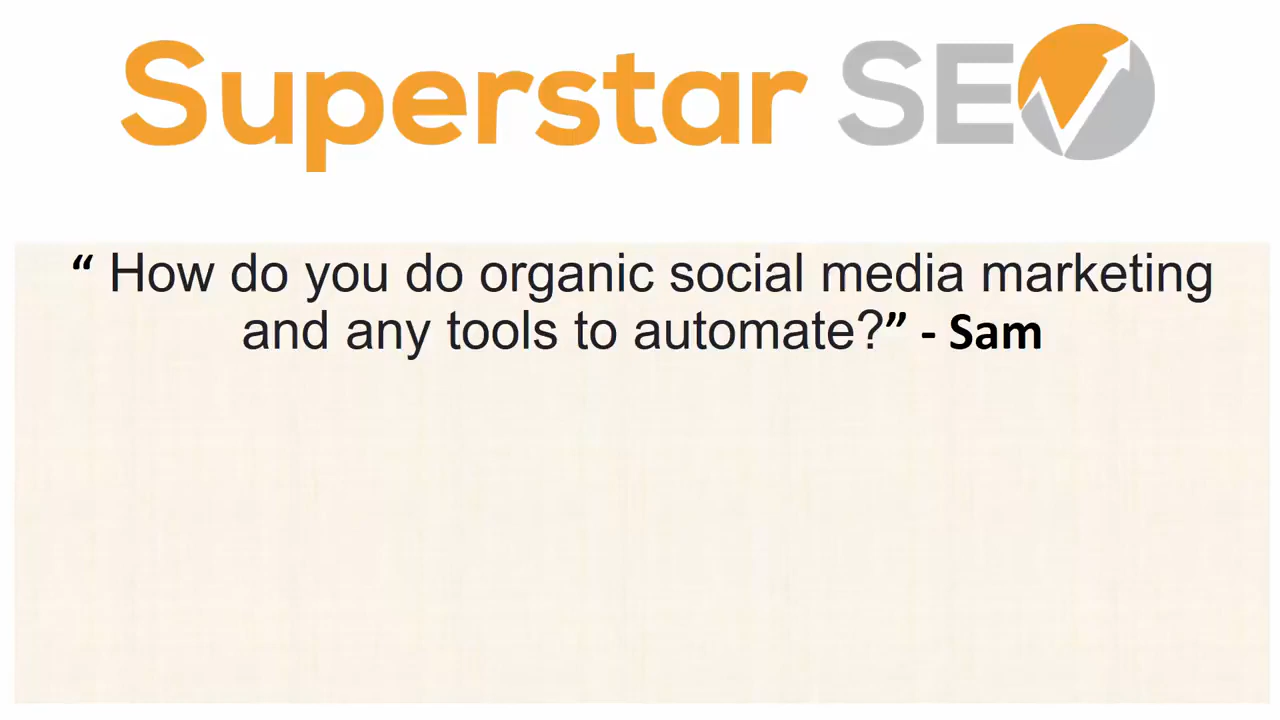 Superstar SEO
“ How do you do organic social media marketing
and any tools to automate?” - Sam